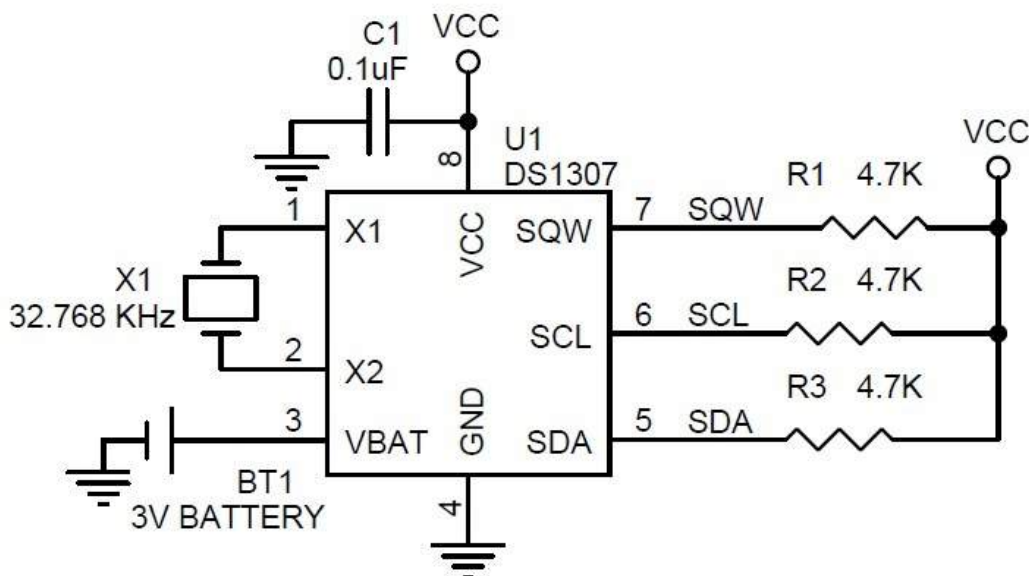 C1
0.1uF
VCC
U1
DS1307
8
VCC
R1 4.7K
1
X1
VCC
SQW
7
SQW
X1
32.768 KHz
R2 4.7K
SCL
6
SCL
2
X2
R3 4.7K
3
VBAT
GND
SDA
5
SDA
BT1
3V BATTERY
4